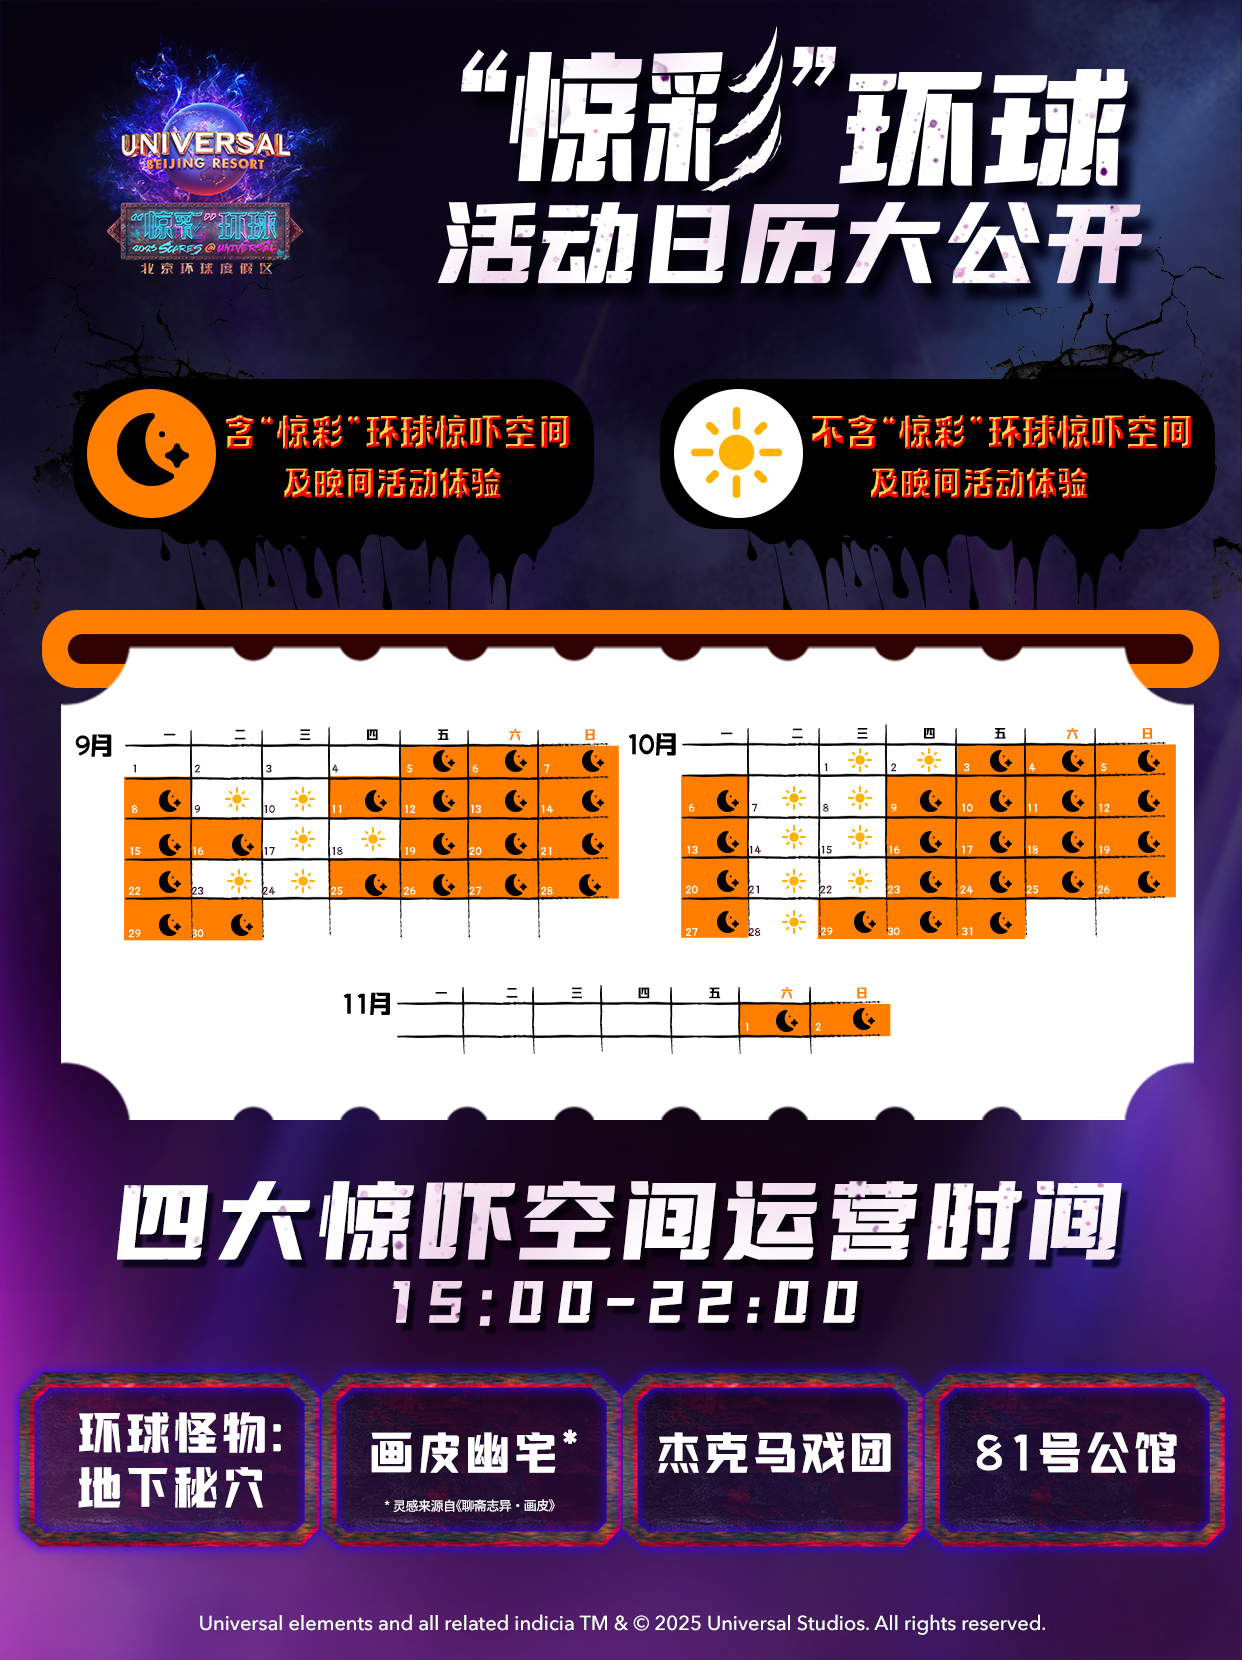 UNIVERSAL
BEIJING RESORT
“惊彩”环球
2025 SCARES @ UNIVERSAL
北京环球度假区
“惊彩”环球
活动日历大公开
含“惊彩”环球惊吓空间
及晚间活动体验
不含“惊彩”环球惊吓空间
及晚间活动体验
9月 一 二 三 四 五 六 日
1 2 3 4 5 6 7
8 9 10 11 12 13 14
15 16 17 18 19 20 21
22 23 24 25 26 27 28
29 30
10月 一 二 三 四 五 六 日
1 2 3 4 5
6 7 8 9 10 11 12
13 14 15 16 17 18 19
20 21 22 23 24 25 26
27 28 29 30 31
11月 一 二 三 四 五 六 日
1 2
四大惊吓空间运营时间
15:00-22:00
环球怪物:
地下秘穴
画皮幽宅*
* 灵感来源自《聊斋志异·画皮》
杰克马戏团
81号公馆
Universal elements and all related indicia TM & © 2025 Universal Studios. All rights reserved.